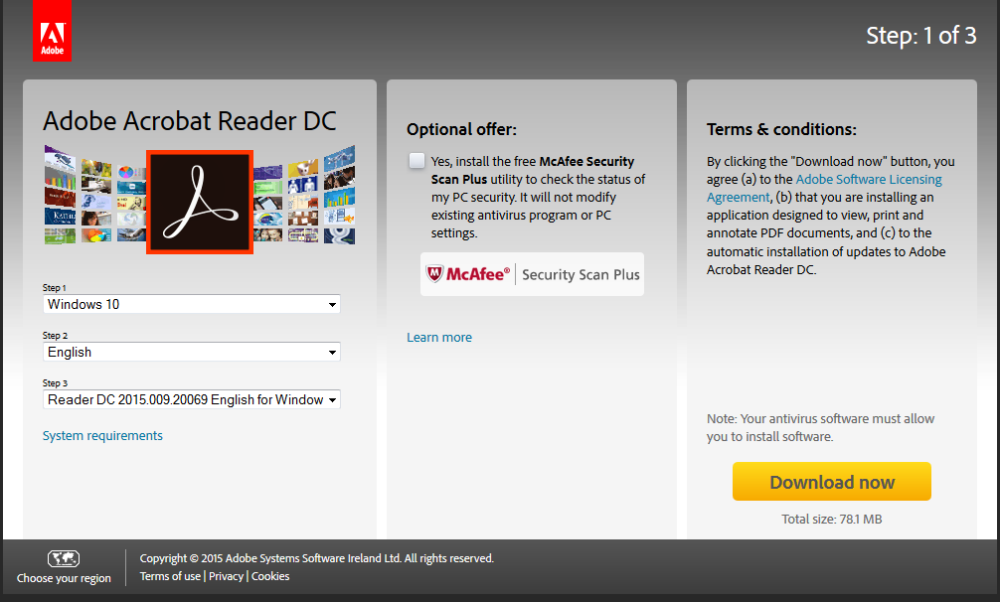 Adobe
Step: 1 of 3
Adobe Acrobat Reader DC
Step 1
Windows 10
Step 2
English
Step 3
Reader DC 2015.009.20069 English for Window
System requirements
Optional offer:
Yes, install the free McAfee Security
Scan Plus utility to check the status of
my PC security. It will not modify
existing antivirus program or PC
settings.
McAfee® | Security Scan Plus
Learn more
Terms & conditions:
By clicking the "Download now" button, you
agree (a) to the Adobe Software Licensing
Agreement, (b) that you are installing an
application designed to view, print and
annotate PDF documents, and (c) to the
automatic installation of updates to Adobe
Acrobat Reader DC.
Note: Your antivirus software must allow
you to install software.
Download now
Total size: 78.1 MB
Choose your region
Copyright © 2015 Adobe Systems Software Ireland Ltd. All rights reserved.
Terms of use | Privacy | Cookies